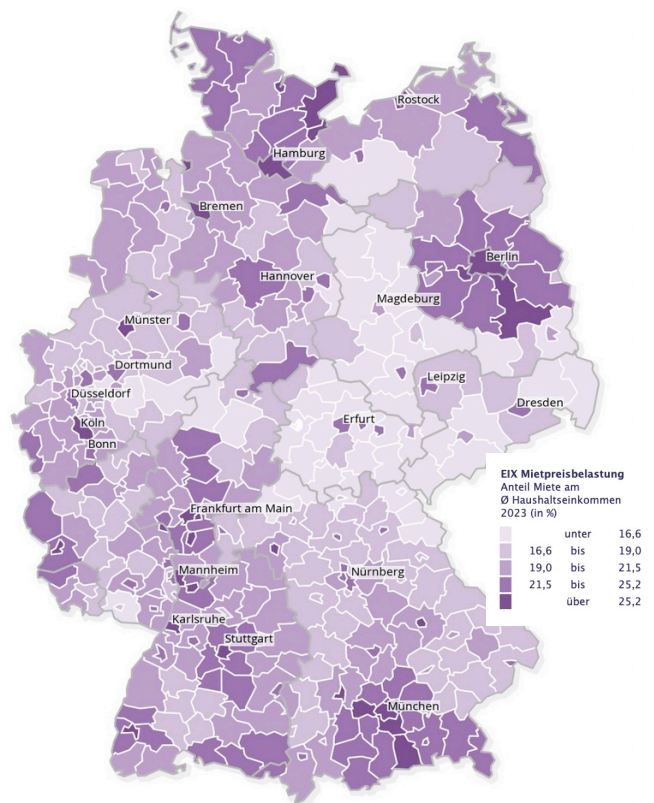 Rostock
Hamburg
Bremen
Berlin
Hannover
Magdeburg
Münster
Dortmund
Leipzig
Düsseldorf
Dresden
Köln
Erfurt
Bonn
EIX Mietpreisbelastung
Anteil Miete am
Ø Haushaltseinkommen
2023 (in %)
unter 16,6
16,6 bis 19,0
19,0 bis 21,5
21,5 bis 25,2
über 25,2
Frankfurt am Main
Mannheim
Nürnberg
Karlsruhe
Stuttgart
München